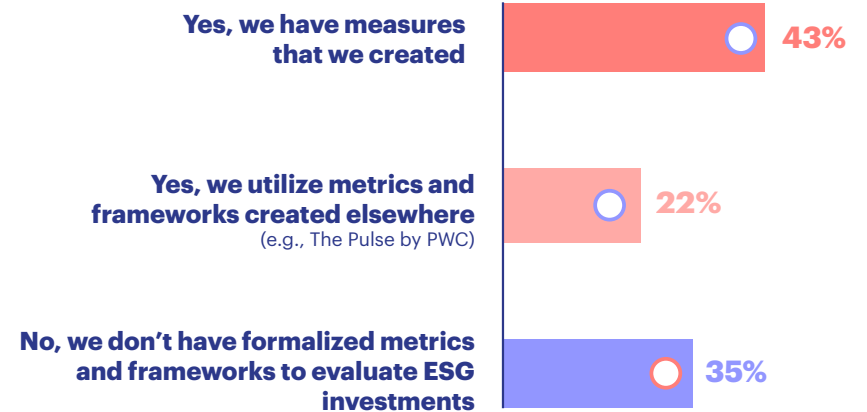 Yes, we have measures
that we created
43%
Yes, we utilize metrics and
frameworks created elsewhere
(e.g., The Pulse by PWC)
22%
No, we don’t have formalized metrics
and frameworks to evaluate ESG
investments
35%